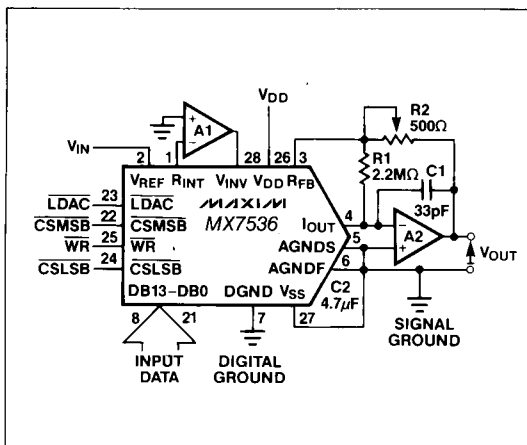 VDD
R2
500Ω
VIN
A1
R1
2.2MΩ
C1
33pF
2 1 28 26 3
VREF RINT VINV VDD RFB
LDAC 23 LDAC MAXIM IOUT 4
CSMSB 22 CSMSB MX7536 A2
WR 25 WR AGNDS 5 VOUT
CSLSB 24 CSLSB AGNDF 6
DB13-DB0 DGND VSS C2
4.7μF
8 21 7 27
SIGNAL
GROUND
INPUT
DATA
DIGITAL
GROUND